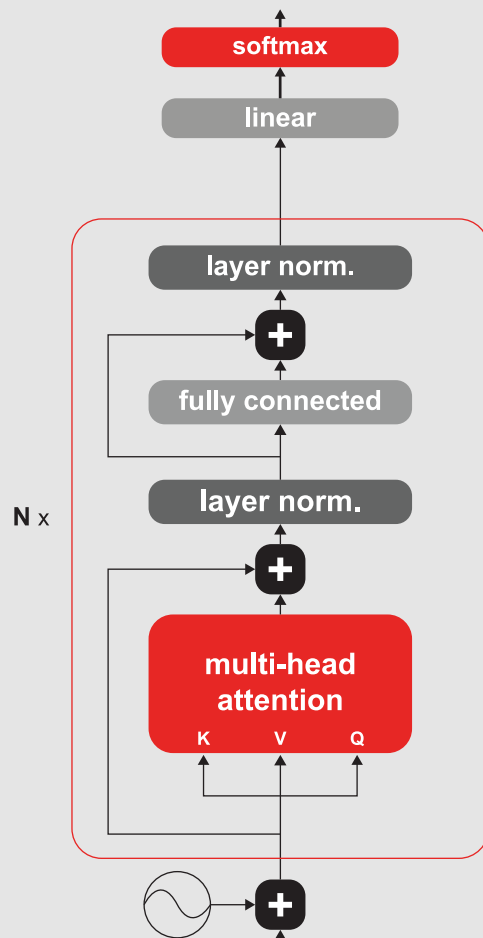 softmax
linear
layer norm.
+
fully connected
layer norm.
N x
+
multi-head
attention
K V Q
+